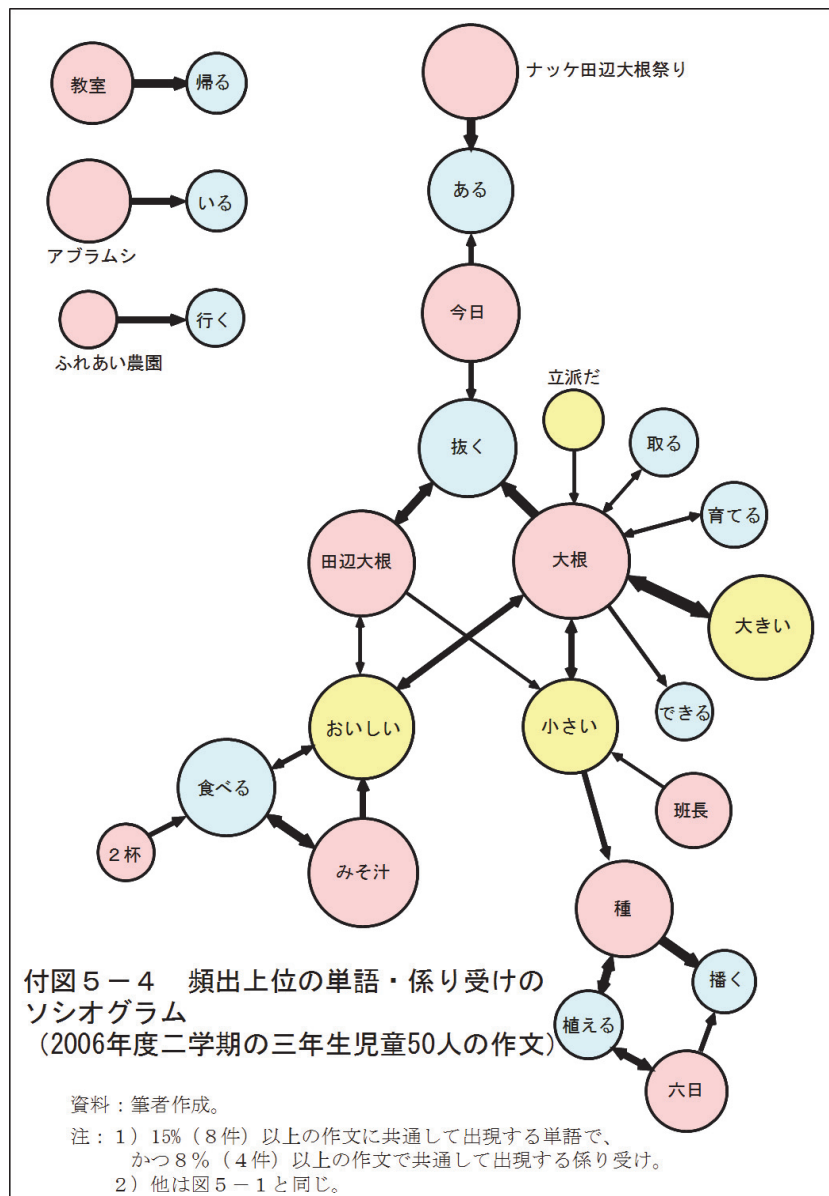 教室
帰る
ナッケ田辺大根祭り
ある
いる
アブラムシ
今日
行く
ふれあい農園
立派だ
抜く
取る
育てる
田辺大根
大根
大きい
できる
おいしい
小さい
食べる
班長
2杯
みそ汁
種
播く
植える
六日
付図5-4 頻出上位の単語・係り受けの
ソシオグラム
(2006年度二学期の三年生児童50人の作文)
資料:筆者作成。
注:1)15%(8件)以上の作文に共通して出現する単語で、
かつ8%(4件)以上の作文で共通して出現する係り受け。
2)他は図5-1と同じ。